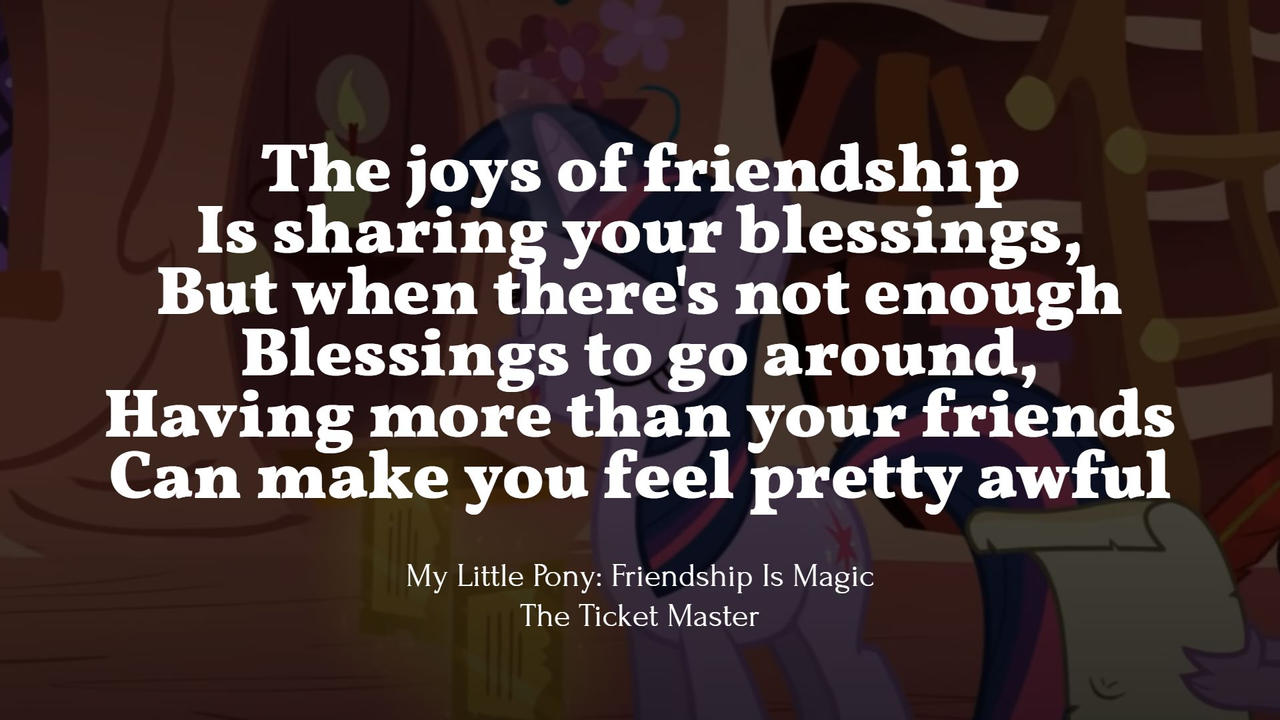 The joys of friendship
Is sharing your blessings,
But when there's not enough
Blessings to go around,
Having more than your friends
Can make you feel pretty awful
My Little Pony: Friendship Is Magic
The Ticket Master